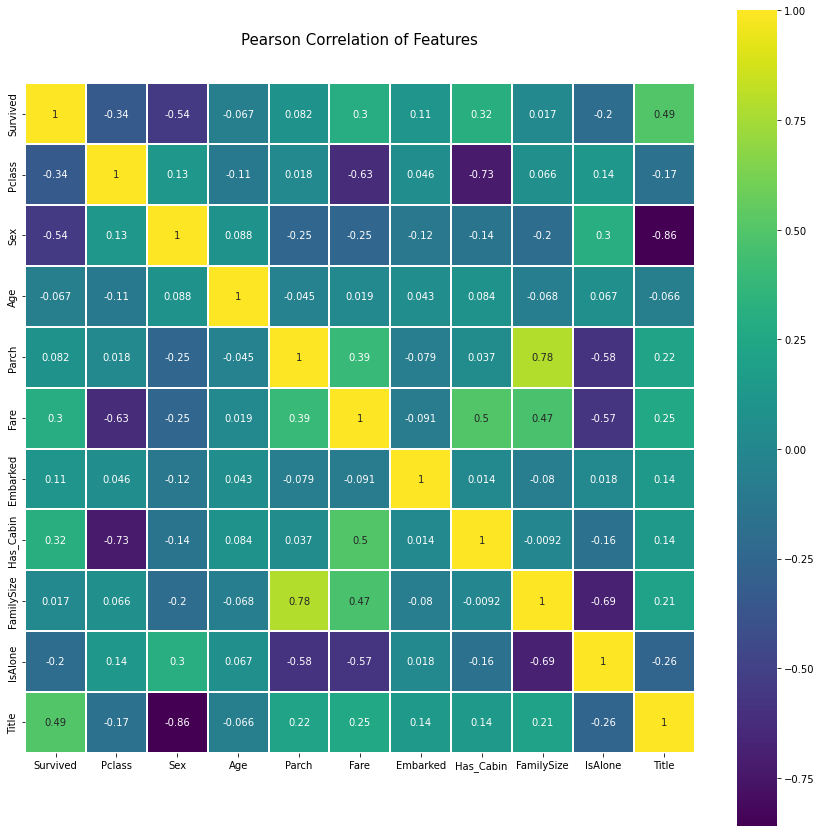 Pearson Correlation of Features
Survived 1 -0.34 -0.54 -0.067 0.082 0.3 0.11 0.32 0.017 -0.2 0.49
Pclass -0.34 1 0.13 -0.11 0.018 -0.63 0.046 -0.73 0.066 0.14 -0.17
Sex -0.54 0.13 1 0.088 -0.25 -0.25 -0.12 -0.14 -0.2 0.3 -0.86
Age -0.067 -0.11 0.088 1 -0.045 0.019 0.043 0.084 -0.068 0.067 -0.066
Parch 0.082 0.018 -0.25 -0.045 1 0.39 -0.079 0.037 0.78 -0.58 0.22
Fare 0.3 -0.63 -0.25 0.019 0.39 1 -0.091 0.5 0.47 -0.57 0.25
Embarked 0.11 0.046 -0.12 0.043 -0.079 -0.091 1 0.014 -0.08 0.018 0.14
Has_Cabin 0.32 -0.73 -0.14 0.084 0.037 0.5 0.014 1 -0.0092 -0.16 0.14
FamilySize 0.017 0.066 -0.2 -0.068 0.78 0.47 -0.08 -0.0092 1 -0.69 0.21
IsAlone -0.2 0.14 0.3 0.067 -0.58 -0.57 0.018 -0.16 -0.69 1 -0.26
Title 0.49 -0.17 -0.86 -0.066 0.22 0.25 0.14 0.14 0.21 -0.26 1
Survived Pclass Sex Age Parch Fare Embarked Has_Cabin FamilySize IsAlone Title
1.00
0.75
0.50
0.25
0.00
−0.25
−0.50
−0.75